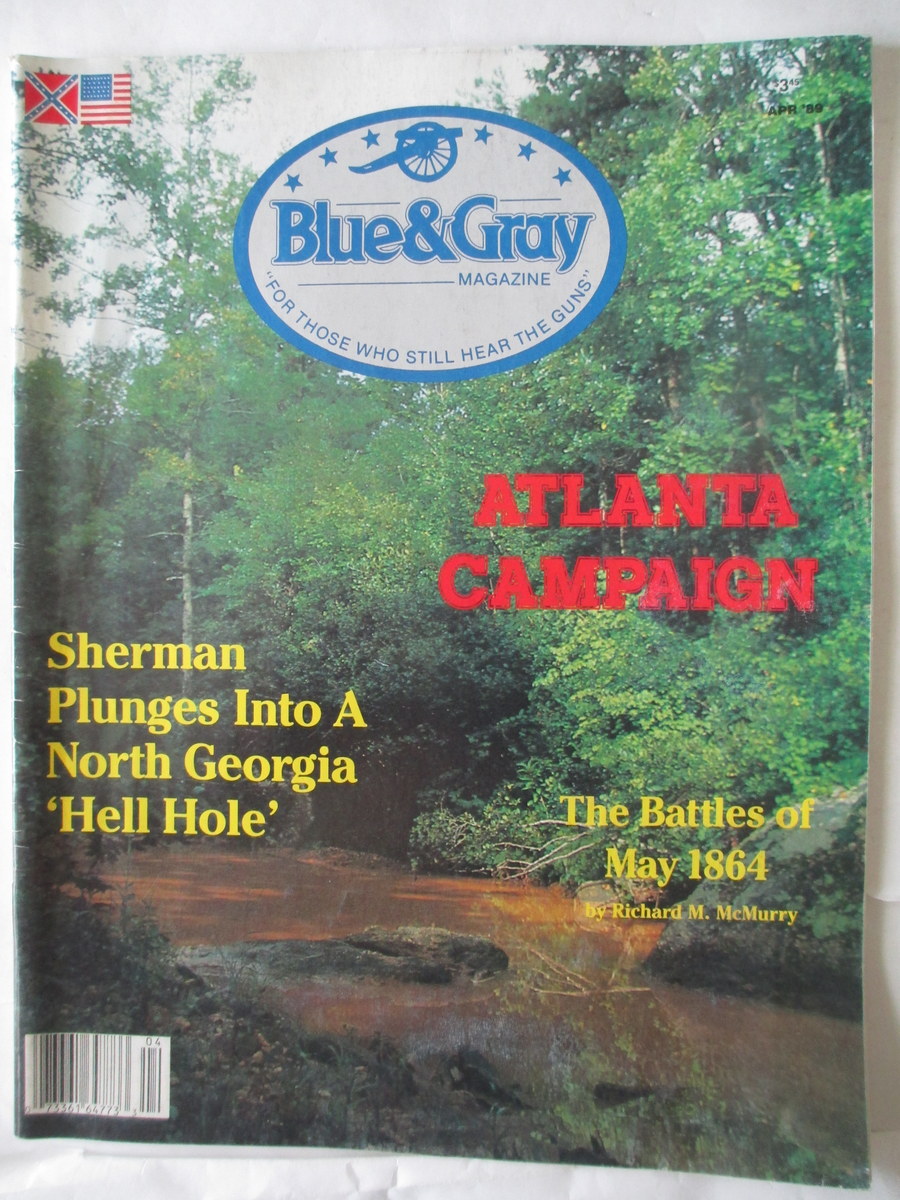 $3.45
APR '89
Blue&Gray
MAGAZINE
"FOR THOSE WHO STILL HEAR THE GUNS"
ATLANTA
CAMPAIGN
Sherman
Plunges Into A
North Georgia
'Hell Hole'
The Battles of
May 1864
by Richard M. McMurry
04